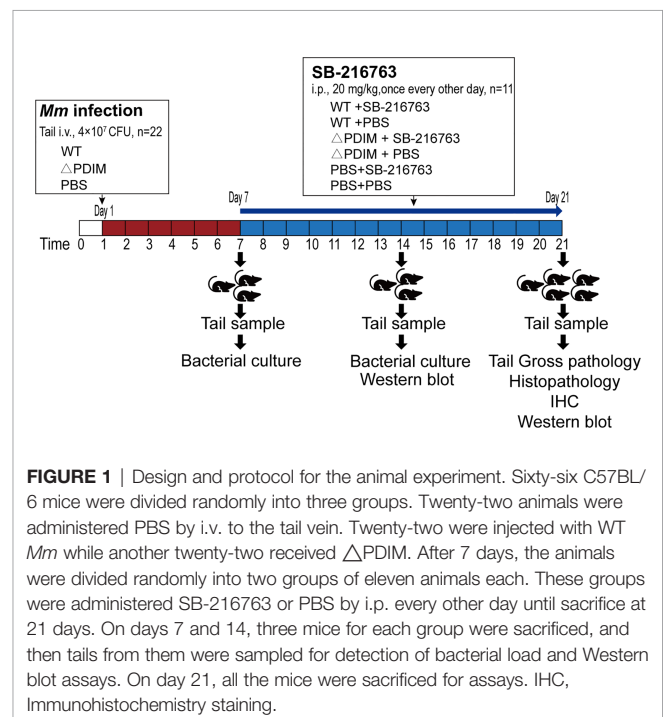 Mm infection
Tail i.v., 4×10⁷ CFU, n=22
WT
△PDIM
PBS
SB-216763
i.p., 20 mg/kg,once every other day, n=11
WT +SB-216763
WT +PBS
△PDIM + SB-216763
△PDIM + PBS
PBS+SB-216763
PBS+PBS
Day 1
Day 7
Day 21
Time 0 1 2 3 4 5 6 7 8 9 10 11 12 13 14 15 16 17 18 19 20 21
Tail sample
Bacterial culture
Tail sample
Bacterial culture
Western blot
Tail sample
Tail Gross pathology
Histopathology
IHC
Western blot
FIGURE 1 | Design and protocol for the animal experiment. Sixty-six C57BL/
6 mice were divided randomly into three groups. Twenty-two animals were
administered PBS by i.v. to the tail vein. Twenty-two were injected with WT
Mm while another twenty-two received △PDIM. After 7 days, the animals
were divided randomly into two groups of eleven animals each. These groups
were administered SB-216763 or PBS by i.p. every other day until sacrifice at
21 days. On days 7 and 14, three mice for each group were sacrificed, and
then tails from them were sampled for detection of bacterial load and Western
blot assays. On day 21, all the mice were sacrificed for assays. IHC,
Immunohistochemistry staining.